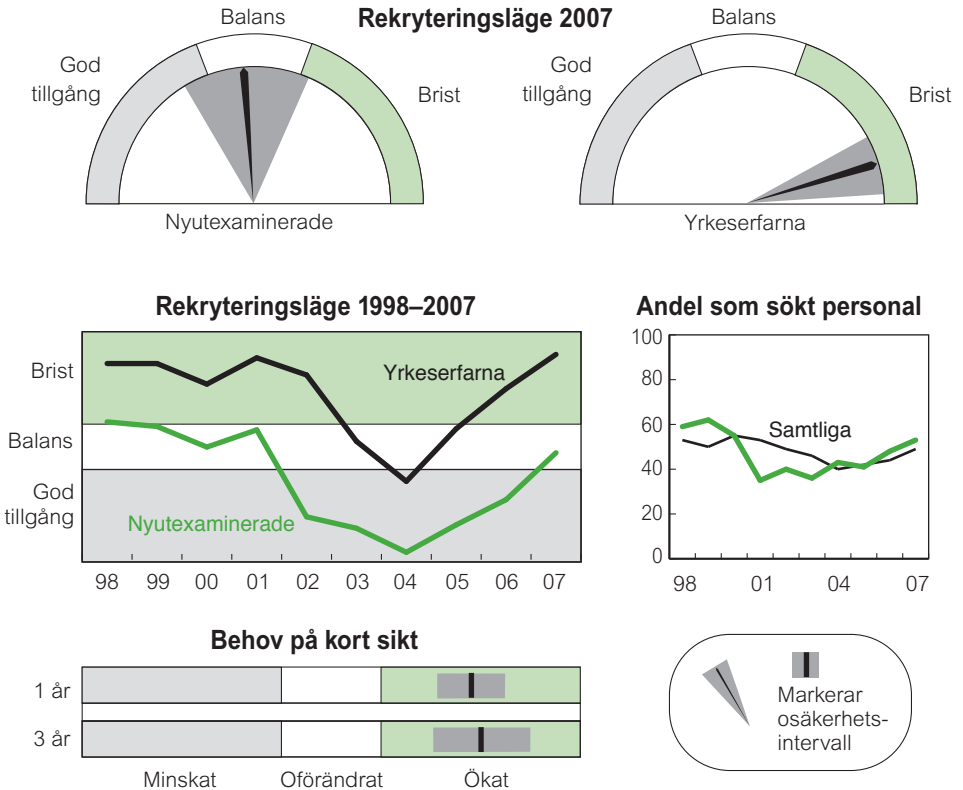 Rekryteringsläge 2007
Balans
God
tillgång
Brist
Nyutexaminerade
Balans
God
tillgång
Brist
Yrkeserfarna
Rekryteringsläge 1998–2007
Brist
Balans
God
tillgång
Yrkeserfarna
Nyutexaminerade
98 99 00 01 02 03 04 05 06 07
Andel som sökt personal
100
80
60
40
20
0
Samtliga
98 01 04 07
Behov på kort sikt
1 år
3 år
Minskat Oförändrat Ökat
Markerar
osäkerhets-
intervall